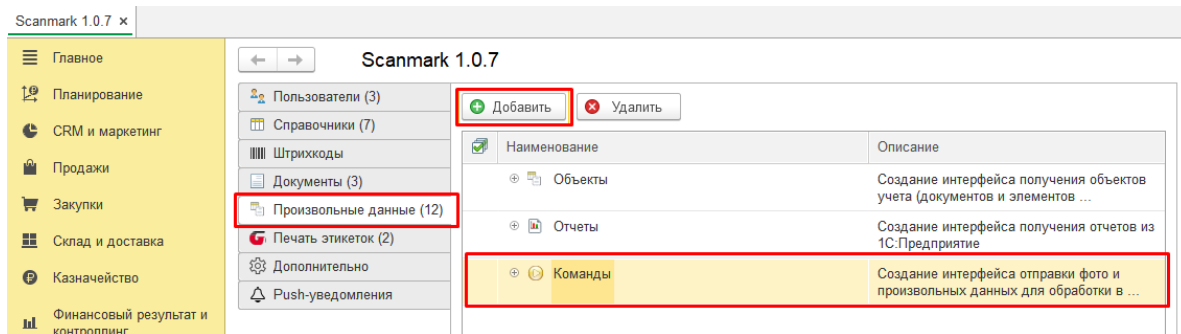 Scanmark 1.0.7 ×
Главное
Планирование
CRM и маркетинг
Продажи
Закупки
Склад и доставка
Казначейство
Финансовый результат и
контроллинг
Scanmark 1.0.7
Пользователи (3)
Справочники (7)
Штрихкоды
Документы (3)
Произвольные данные (12)
Печать этикеток (2)
Дополнительно
Push-уведомления
Добавить
Удалить
Наименование
Описание
Объекты
Создание интерфейса получения объектов
учета (документов и элементов ...
Отчеты
Создание интерфейса получения отчетов из
1С:Предприятие
Команды
Создание интерфейса отправки фото и
произвольных данных для обработки в ...